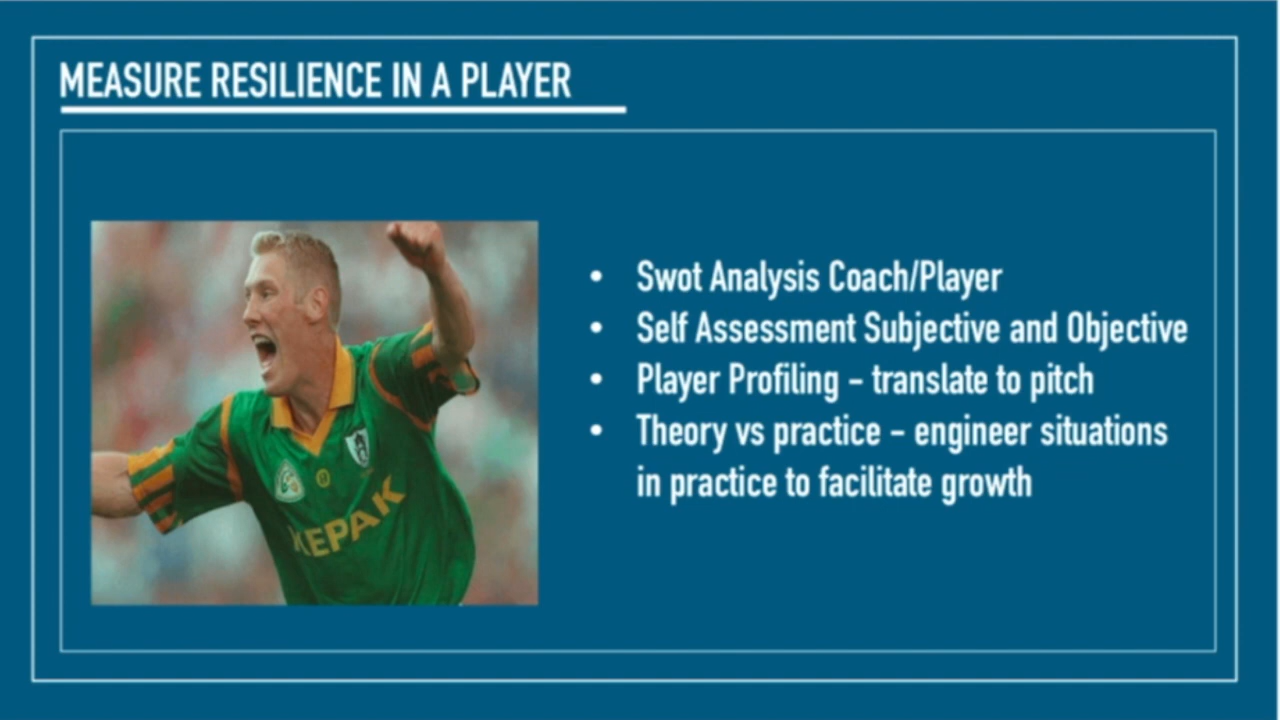 MEASURE RESILIENCE IN A PLAYER
Swot Analysis Coach/Player
Self Assessment Subjective and Objective
Player Profiling – translate to pitch
Theory vs practice – engineer situations
in practice to facilitate growth
KEPAK